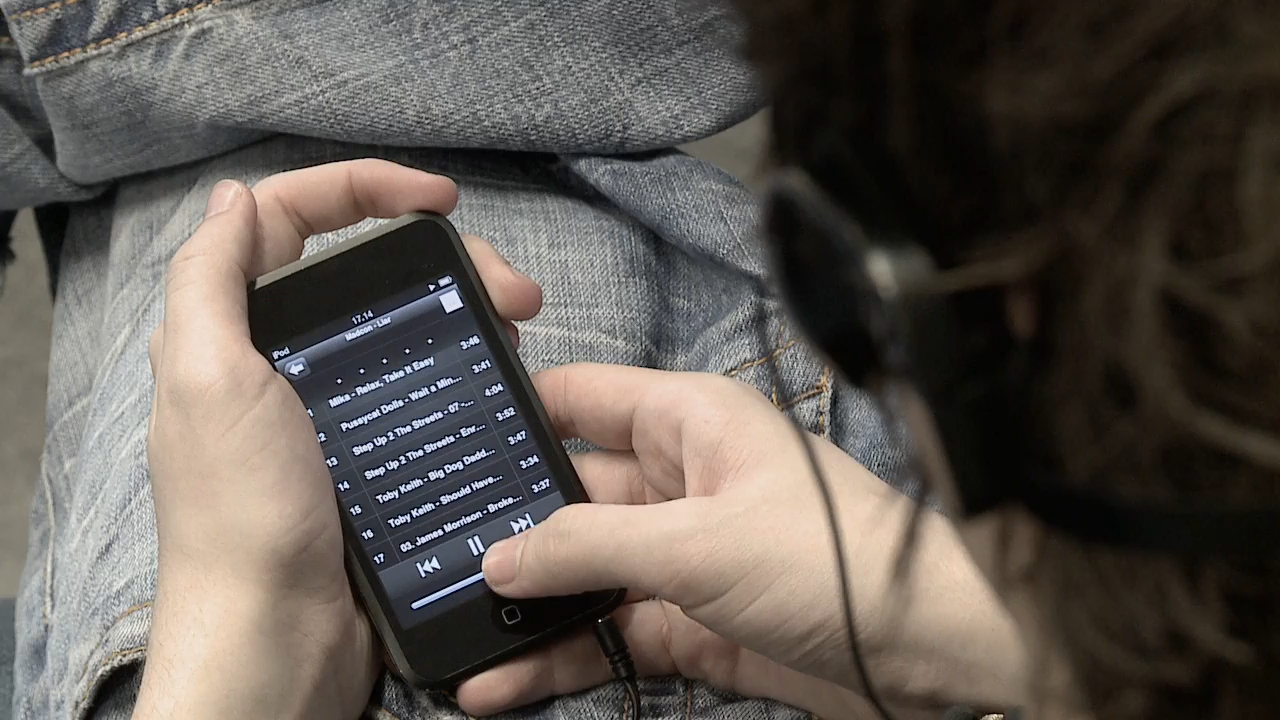 iPod
17.14
Madcon - Liar
1 Mika - Relax, Take It Easy 3:46
12 Pussycat Dolls - Wait a Min... 3:41
13 Step Up 2 The Streets - 07 -... 4:04
14 Step Up 2 The Streets - Enr... 3:52
15 Toby Keith - Big Dog Dadd... 3:47
16 Toby Keith - Should Have... 3:34
17 03. James Morrison - Broke... 3:37